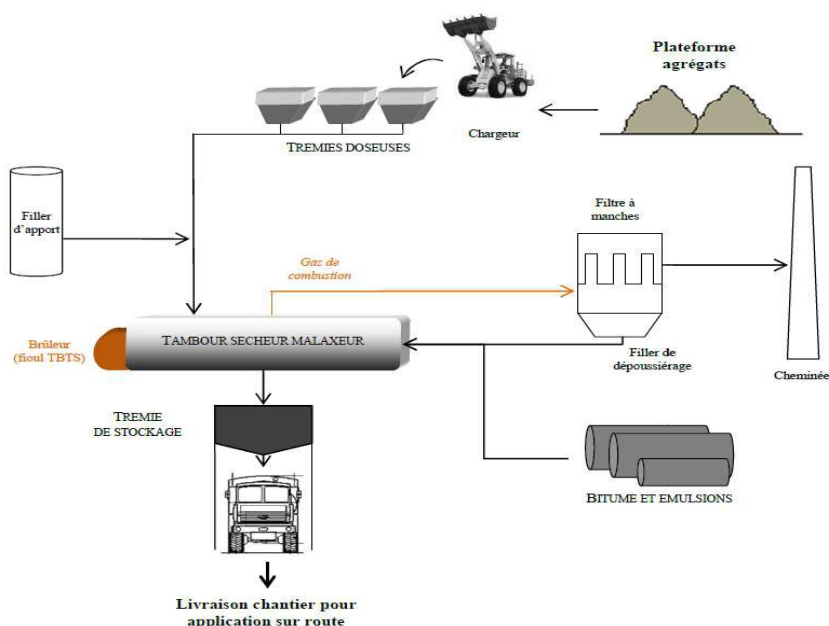 Plateforme
agrégats
Chargeur
TREMIES DOSEUSES
Filler
d'apport
Filtre à
manches
Gaz de
combustion
Brûleur
(fioul TBTS)
TAMBOUR SECHEUR MALAXEUR
Filler de
dépoussiérage
Cheminée
TREMIE
DE STOCKAGE
BITUME ET EMULSIONS
Livraison chantier pour
application sur route